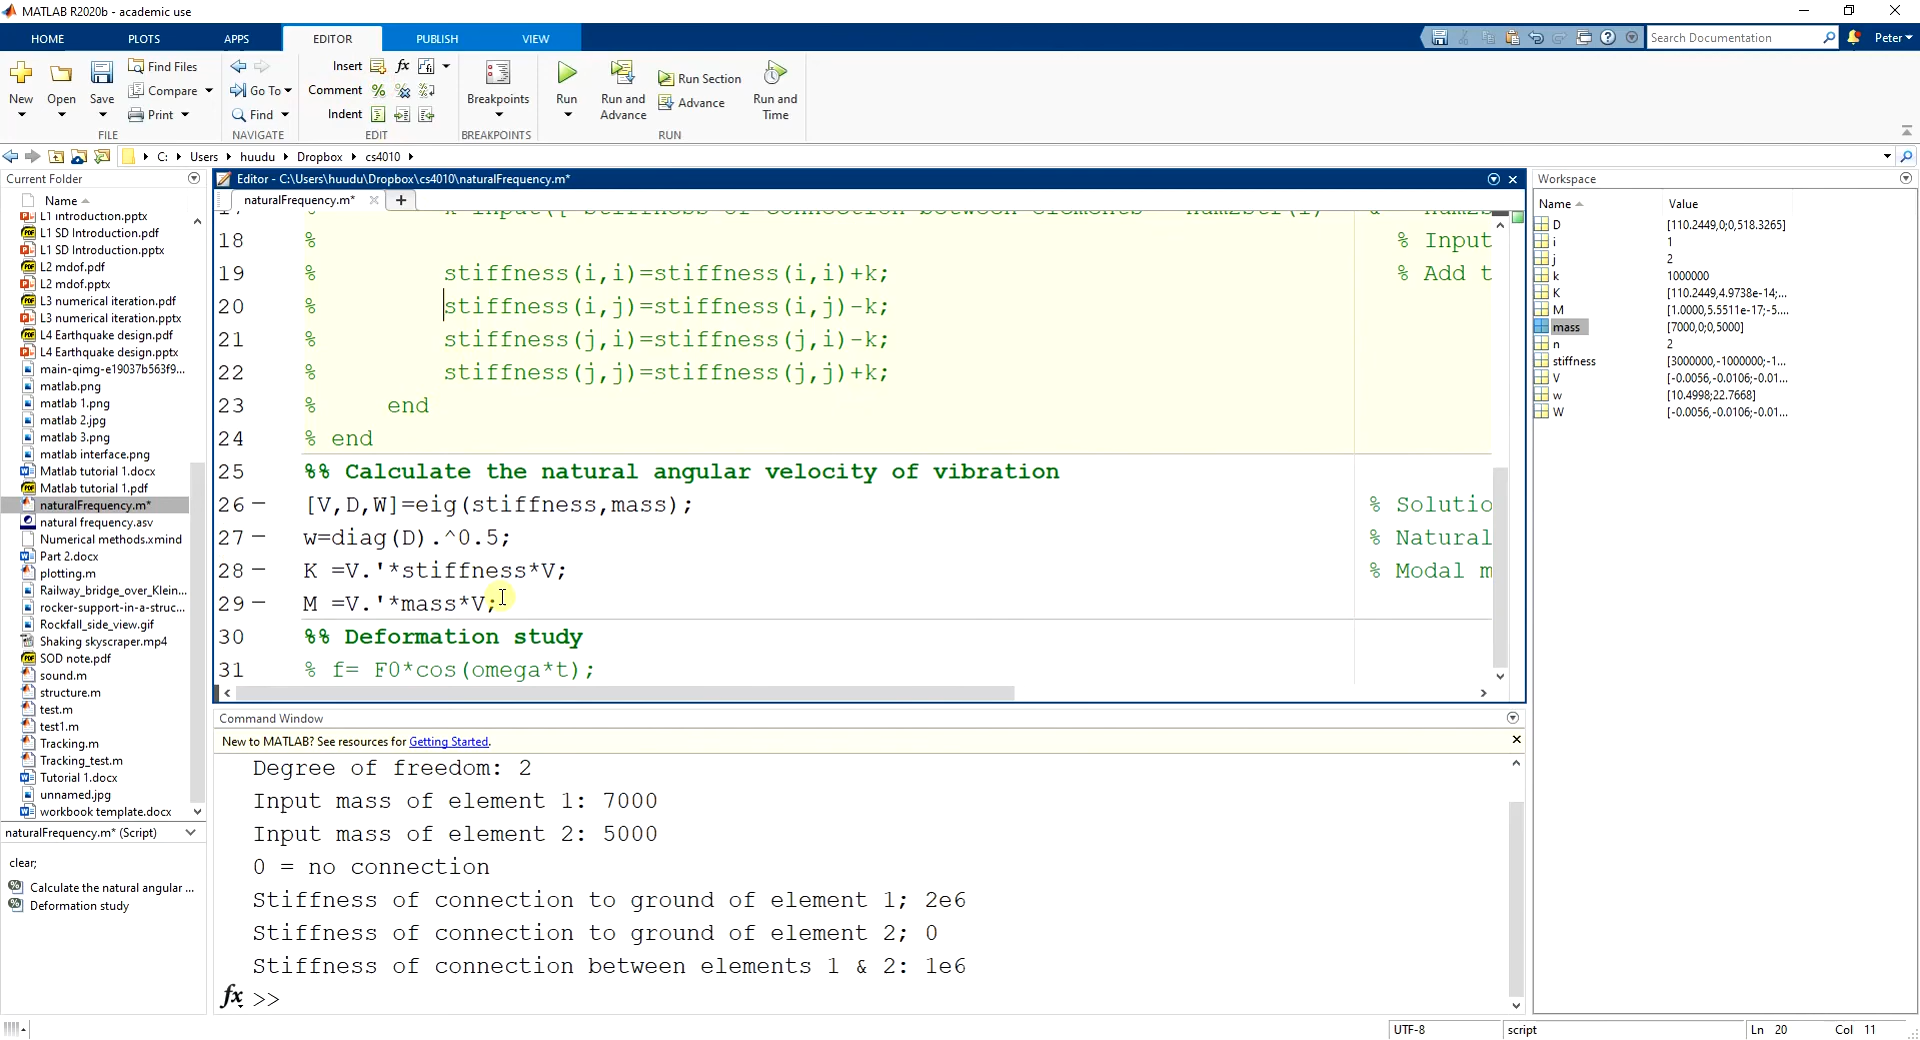 MATLAB R2020b - academic use
HOME PLOTS APPS EDITOR PUBLISH VIEW
Search Documentation
Peter
New
Open
Save
Find Files
Compare
Print
FILE
Go To
Find
NAVIGATE
Insert
Comment
Indent
EDIT
Breakpoints
BREAKPOINTS
Run
Run and Advance
Run Section
Advance
Run and Time
RUN
C: Users huudu Dropbox cs4010
Current Folder
Name
L1 introduction.pptx
L1 SD Introduction.pdf
L1 SD Introduction.pptx
L2 mdof.pdf
L2 mdof.pptx
L3 numerical iteration.pdf
L3 numerical iteration.pptx
L4 Earthquake design.pdf
L4 Earthquake design.pptx
main-qimg-e19037b563f9...
matlab.png
matlab 1.png
matlab 2.jpg
matlab 3.png
matlab interface.png
Matlab tutorial 1.docx
Matlab tutorial 1.pdf
naturalFrequency.m*
natural frequency.asv
Numerical methods.xmind
Part 2.docx
plotting.m
Railway_bridge_over_Klein...
rocker-support-in-a-struc...
Rockfall_side_view.gif
Shaking skyscraper.mp4
SOD note.pdf
sound.m
structure.m
test.m
test1.m
Tracking.m
Tracking_test.m
Tutorial 1.docx
unnamed.jpg
workbook template.docx
naturalFrequency.m* (Script)
clear;
Calculate the natural angular ...
Deformation study
Editor - C:\Users\huudu\Dropbox\cs4010\naturalFrequency.m*
naturalFrequency.m*
18 % % Input
19 % stiffness(i,i)=stiffness(i,i)+k; % Add t
20 % stiffness(i,j)=stiffness(i,j)-k;
21 % stiffness(j,i)=stiffness(j,i)-k;
22 % stiffness(j,j)=stiffness(j,j)+k;
23 % end
24 % end
25 %% Calculate the natural angular velocity of vibration
26 [V,D,W]=eig(stiffness,mass); % Solutio
27 w=diag(D).^0.5; % Natural
28 K =V.'*stiffness*V; % Modal m
29 M =V.'*mass*V;
30 %% Deformation study
31 % f= F0*cos(omega*t);
Command Window
New to MATLAB? See resources for Getting Started.
Degree of freedom: 2
Input mass of element 1: 7000
Input mass of element 2: 5000
0 = no connection
Stiffness of connection to ground of element 1; 2e6
Stiffness of connection to ground of element 2; 0
Stiffness of connection between elements 1 & 2: 1e6
fx >>
Workspace
Name Value
D [110.2449,0;0,518.3265]
i 1
j 2
k 1000000
K [110.2449,4.9738e-14;...
M [1.0000,5.5511e-17;-5....
mass [7000,0;0,5000]
n 2
stiffness [3000000,-1000000;-1...
V [-0.0056,-0.0106;-0.01...
w [10.4998;22.7668]
W [-0.0056,-0.0106;-0.01...
UTF-8 script Ln 20 Col 11